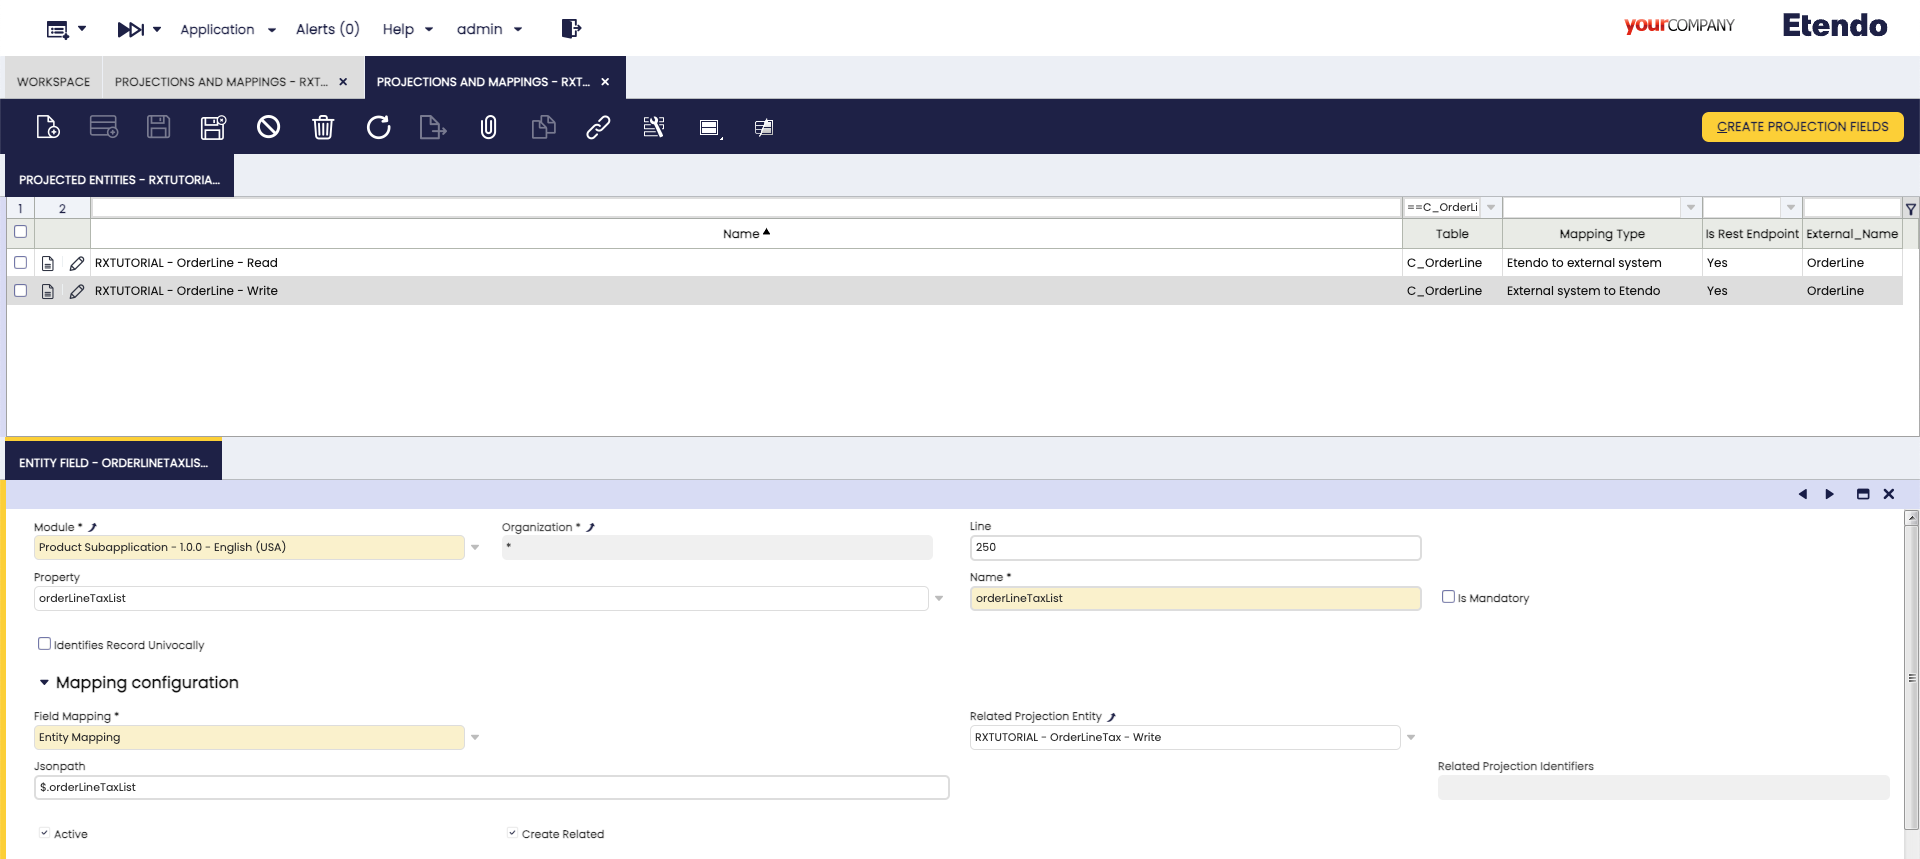 Application Alerts (0) Help admin yourCOMPANY Etendo
WORKSPACE PROJECTIONS AND MAPPINGS - RXT... PROJECTIONS AND MAPPINGS - RXT...
CREATE PROJECTION FIELDS
PROJECTED ENTITIES - RXTUTORIA...
1 2 ==C_OrderLi
Name Table Mapping Type Is Rest Endpoint External_Name
RXTUTORIAL - OrderLine - Read C_OrderLine Etendo to external system Yes OrderLine
RXTUTORIAL - OrderLine - Write C_OrderLine External system to Etendo Yes OrderLine
ENTITY FIELD - ORDERLINETAXLIS...
Module * Organization * Line
Product Subapplication - 1.0.0 - English (USA) * 250
Property Name *
orderLineTaxList orderLineTaxList Is Mandatory
Identifies Record Univocally
Mapping configuration
Field Mapping * Related Projection Entity
Entity Mapping RXTUTORIAL - OrderLineTax - Write
Jsonpath Related Projection Identifiers
$.orderLineTaxList
Active Create Related